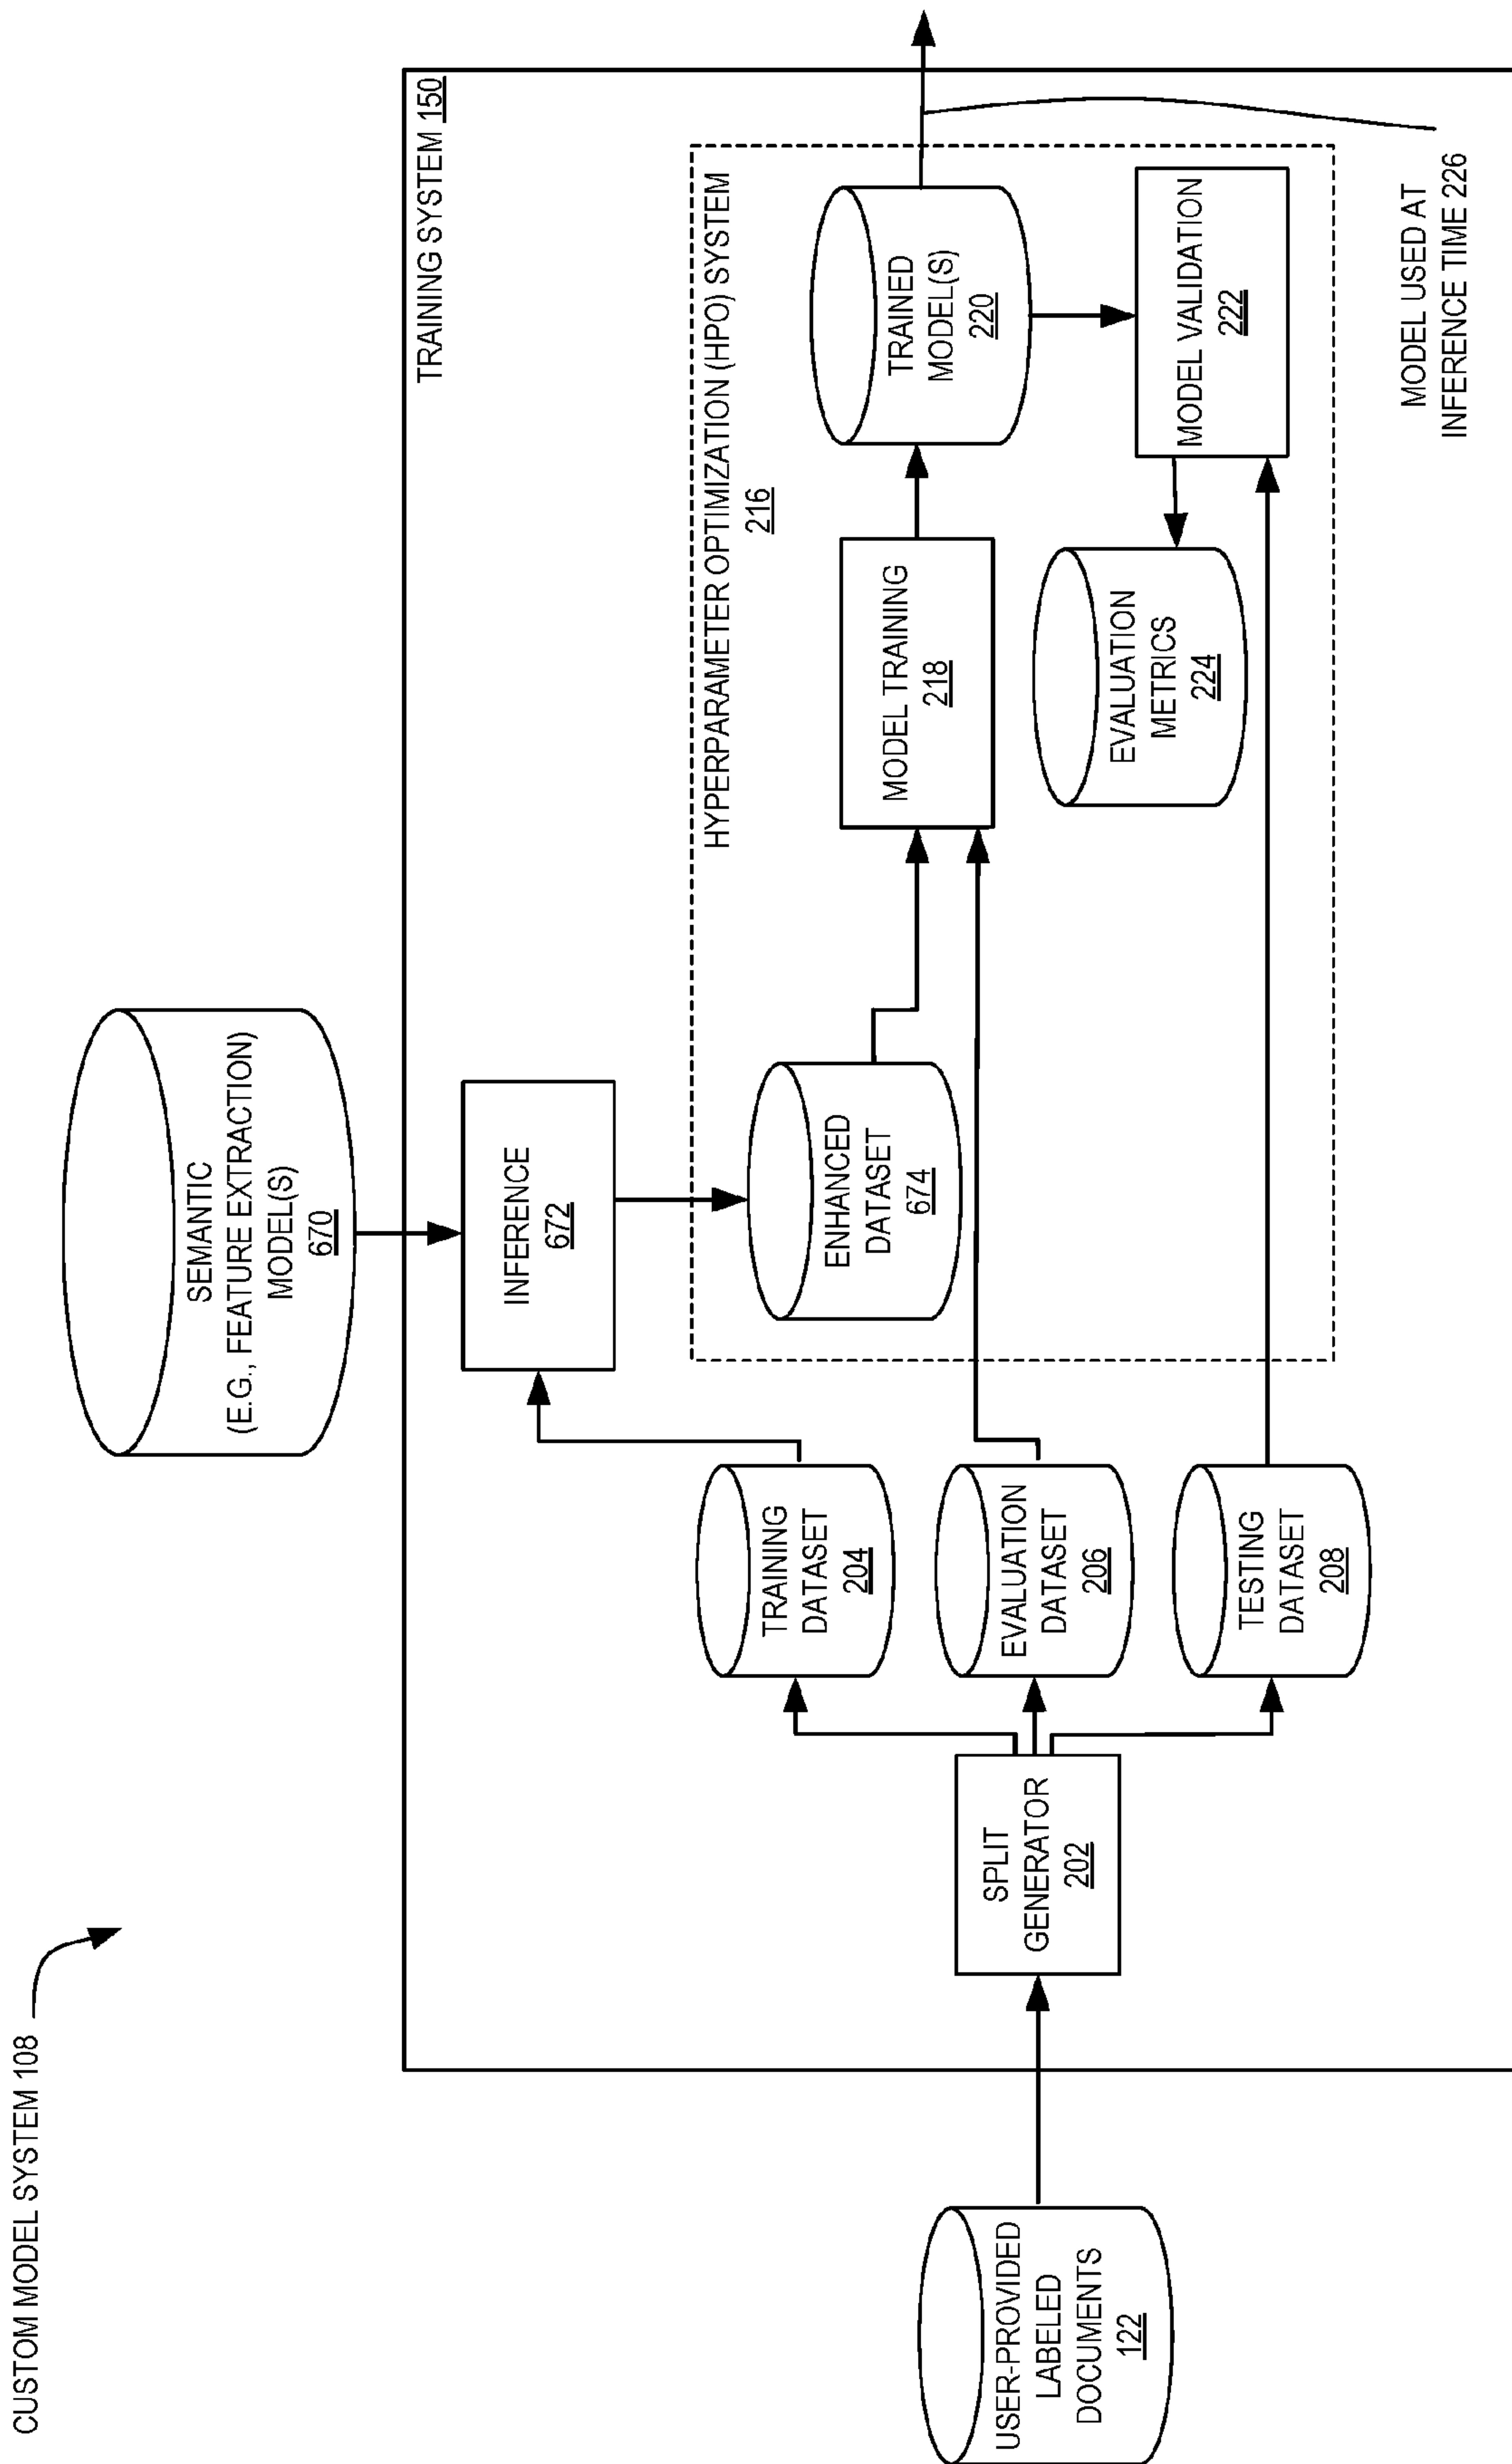 CUSTOM MODEL SYSTEM 108
SEMANTIC
(E.G., FEATURE EXTRACTION)
MODEL(S)
670
TRAINING SYSTEM 150
INFERENCE
672
HYPERPARAMETER OPTIMIZATION (HPO) SYSTEM
216
USER-PROVIDED
LABELED
DOCUMENTS
122
SPLIT
GENERATOR
202
TRAINING
DATASET
204
EVALUATION
DATASET
206
TESTING
DATASET
208
ENHANCED
DATASET
674
MODEL TRAINING
218
TRAINED
MODEL(S)
220
EVALUATION
METRICS
224
MODEL VALIDATION
222
MODEL USED AT
INFERENCE TIME 226